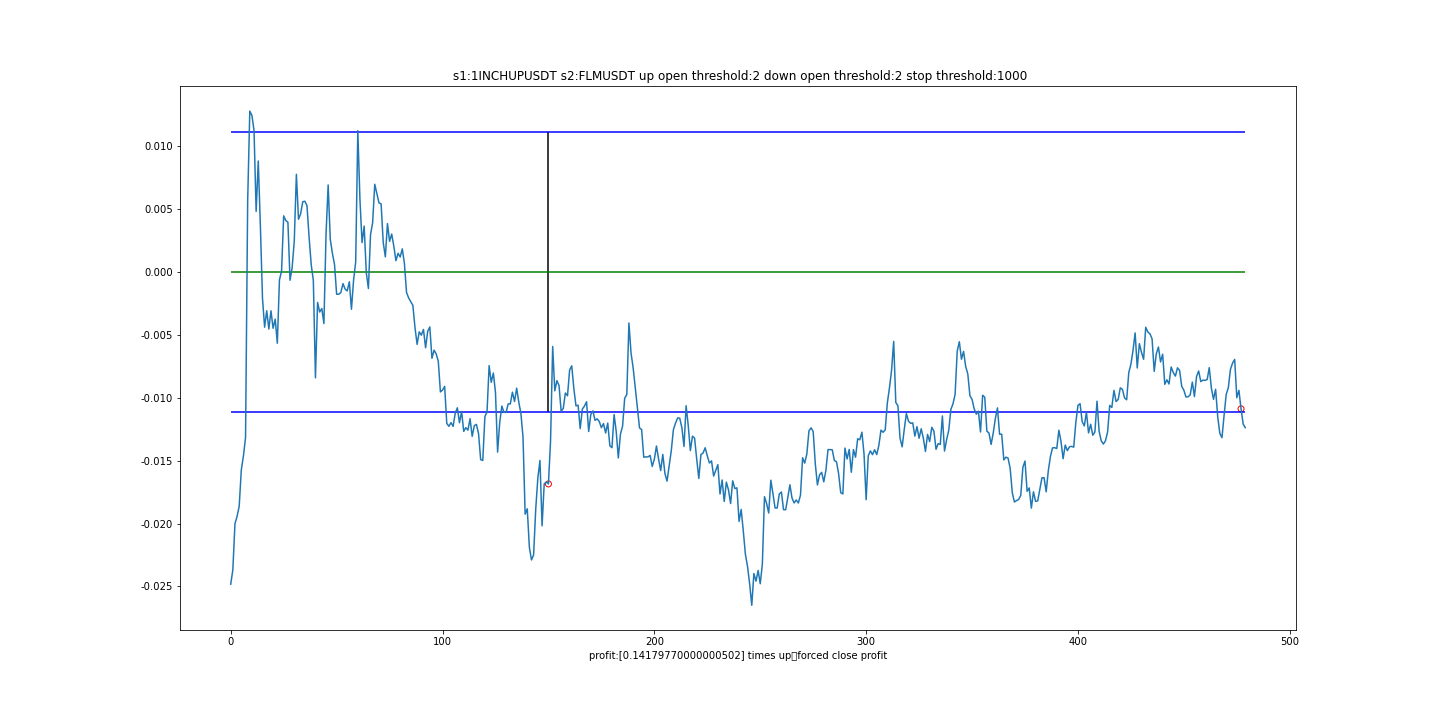 s1:1INCHUPUSDT s2:FLMUSDT up open threshold:2 down open threshold:2 stop threshold:1000
0.010
0.005
0.000
-0.005
-0.010
-0.015
-0.020
-0.025
0 100 200 300 400 500
profit:[0.14179770000000502] times up▯forced close profit